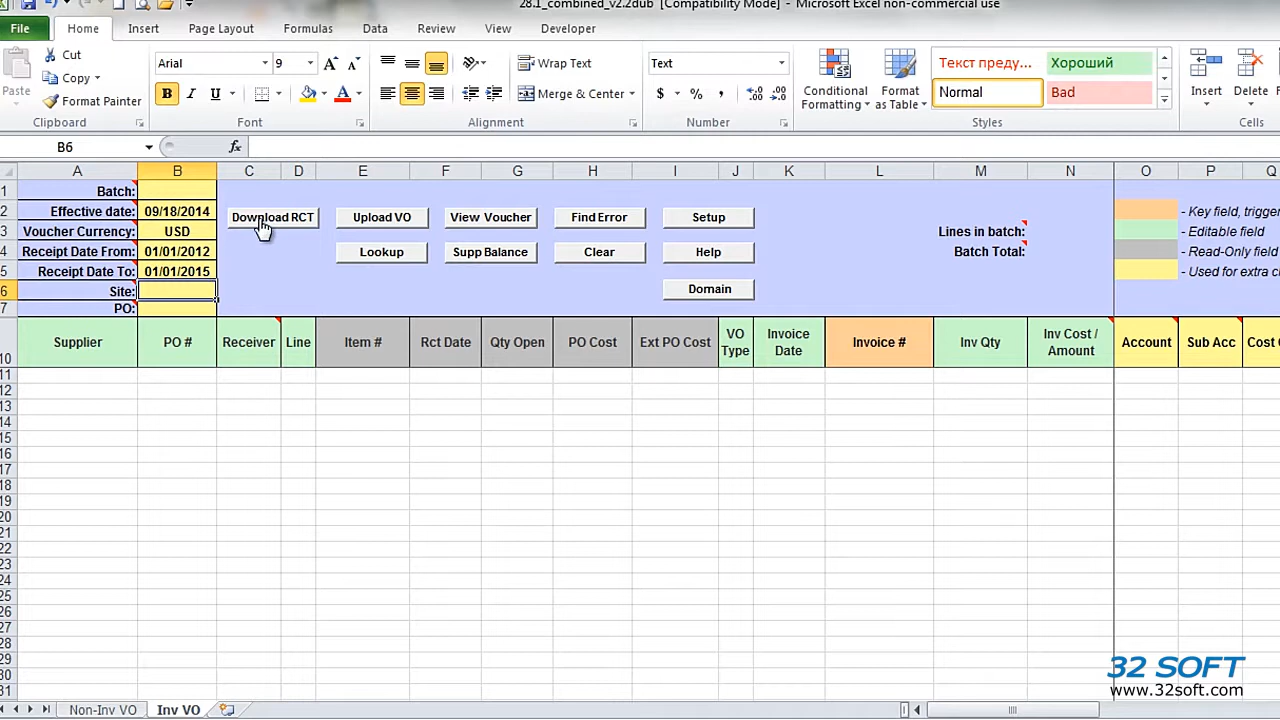 28.1_combined_v2.2dub [Compatibility Mode] - Microsoft Excel non-commercial use
File Home Insert Page Layout Formulas Data Review View Developer
Paste Cut Copy Format Painter Clipboard
Arial 9 A A B I U A Font
Wrap Text Merge & Center Alignment
Text $ % , .00 Number
Conditional Formatting Format as Table Текст преду... Хороший Normal Bad Styles
Insert Delete Cells
B6 fx
A B C D E F G H I J K L M N O P Q
1 Batch:
2 Effective date: 09/18/2014 Download RCT Upload VO View Voucher Find Error Setup - Key field, trigge
3 Voucher Currency: USD Lines in batch: - Editable field
4 Receipt Date From: 01/01/2012 Lookup Supp Balance Clear Help Batch Total: - Read-Only field
5 Receipt Date To: 01/01/2015 - Used for extra c
6 Site: Domain
7 PO:
10 Supplier PO # Receiver Line Item # Rct Date Qty Open PO Cost Ext PO Cost VO Type Invoice Date Invoice # Inv Qty Inv Cost / Amount Account Sub Acc Cost
11
12
13
14
15
16
17
18
19
20
21
22
23
24
25
26
27
28
29
30
31
32 SOFT
www.32soft.com
Non-Inv VO Inv VO